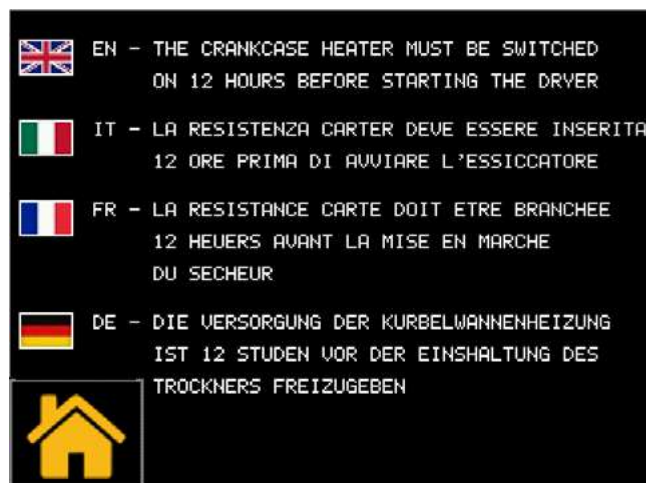 EN - THE CRANKCASE HEATER MUST BE SWITCHED
ON 12 HOURS BEFORE STARTING THE DRYER
IT - LA RESISTENZA CARTER DEVE ESSERE INSERITA
12 ORE PRIMA DI AVVIARE L'ESSICCATORE
FR - LA RESISTANCE CARTE DOIT ETRE BRANCHEE
12 HEUERS AVANT LA MISE EN MARCHE
DU SECHEUR
DE - DIE VERSORGUNG DER KURBELWANNENHEIZUNG
IST 12 STUDEN VOR DER EINSHALTUNG DES
TROCKNERS FREIZUGEBEN